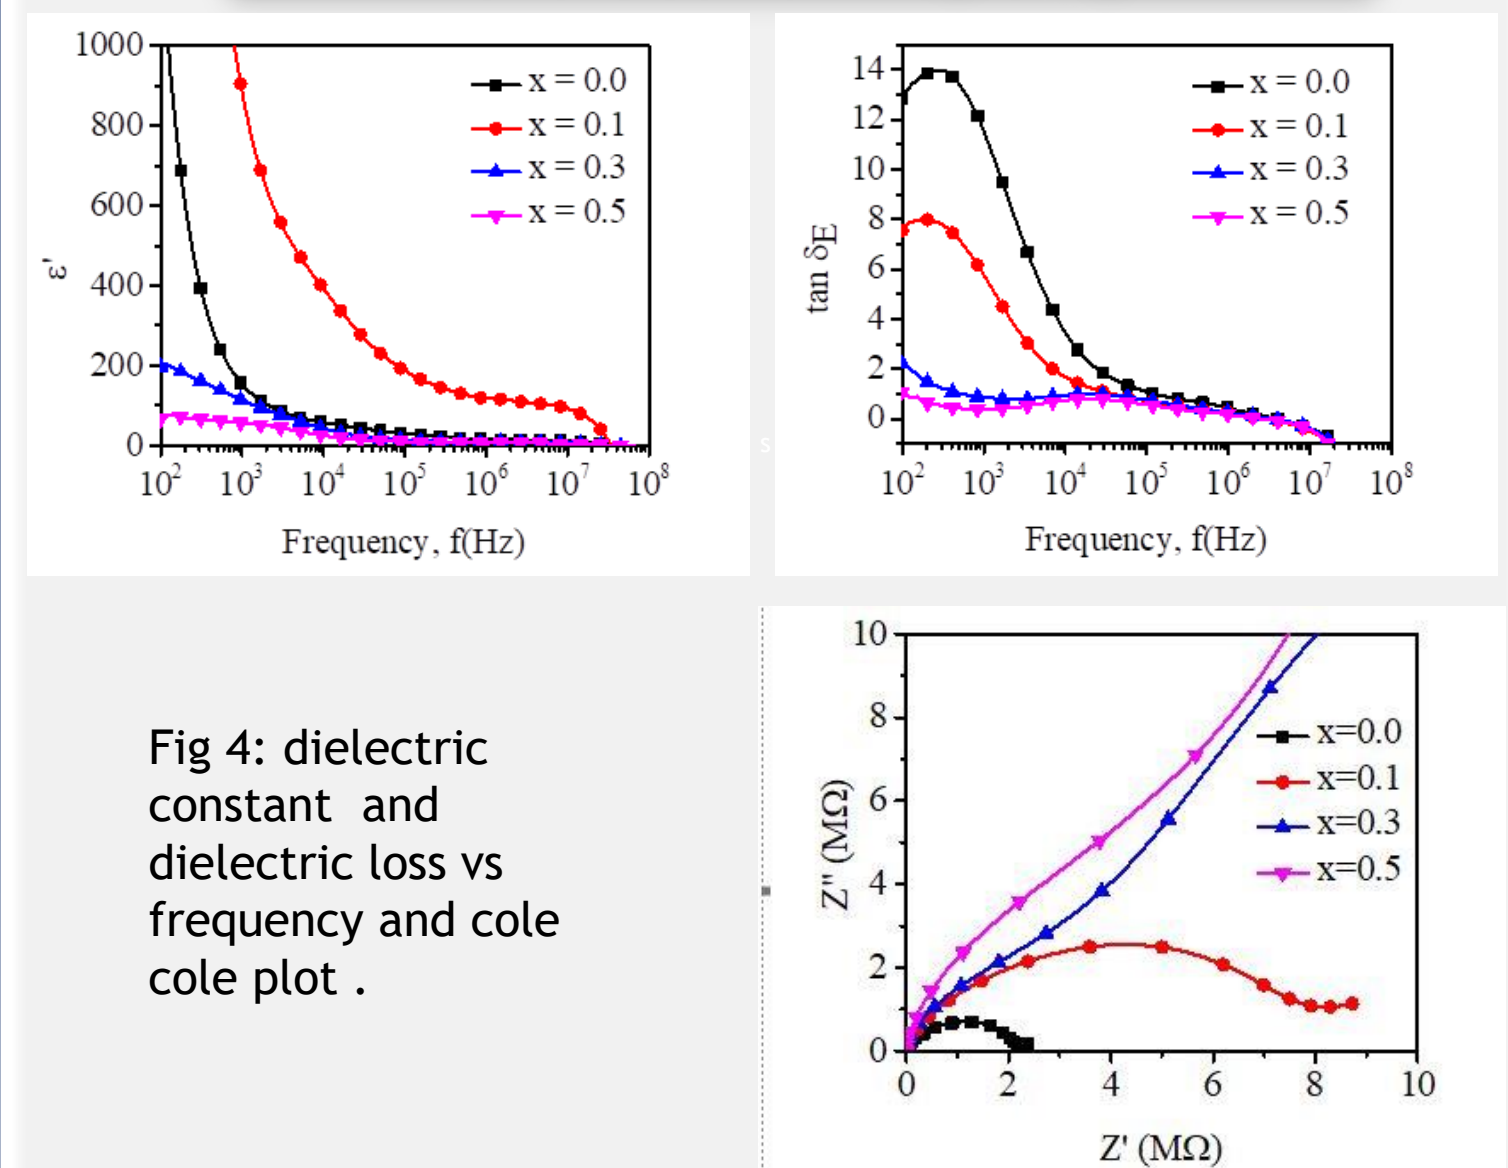 1000
800
600
400
200
0
ε'
x = 0.0
x = 0.1
x = 0.3
x = 0.5
10² 10³ 10⁴ 10⁵ 10⁶ 10⁷ 10⁸
Frequency, f(Hz)
14
12
10
8
6
4
2
0
tan δE
x = 0.0
x = 0.1
x = 0.3
x = 0.5
10² 10³ 10⁴ 10⁵ 10⁶ 10⁷ 10⁸
Frequency, f(Hz)
s
Fig 4: dielectric
constant and
dielectric loss vs
frequency and cole
cole plot .
10
8
6
4
2
0
Z" (MΩ)
x=0.0
x=0.1
x=0.3
x=0.5
0 2 4 6 8 10
Z' (MΩ)